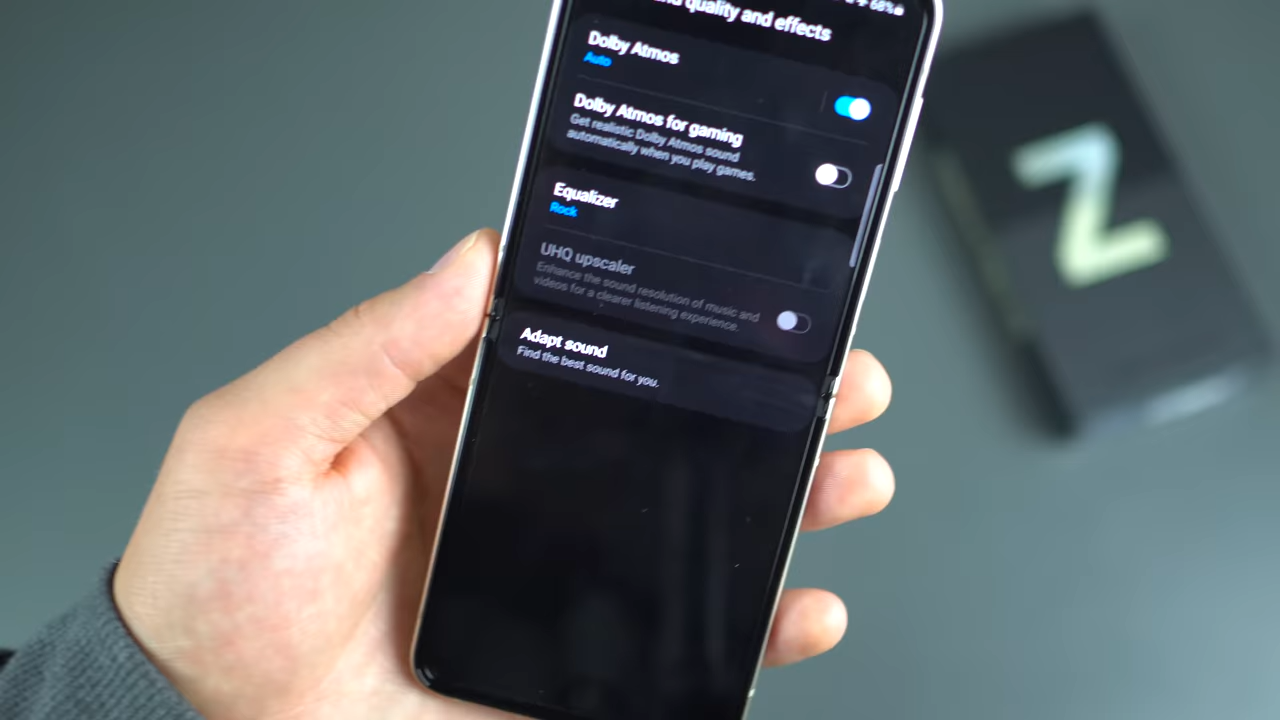 68%
quality and effects
Dolby Atmos
Auto
Dolby Atmos for gaming
Get realistic Dolby Atmos sound
automatically when you play games.
Equalizer
Rock
UHQ upscaler
Enhance the sound resolution of music and
videos for a clearer listening experience.
Adapt sound
Find the best sound for you.
Z